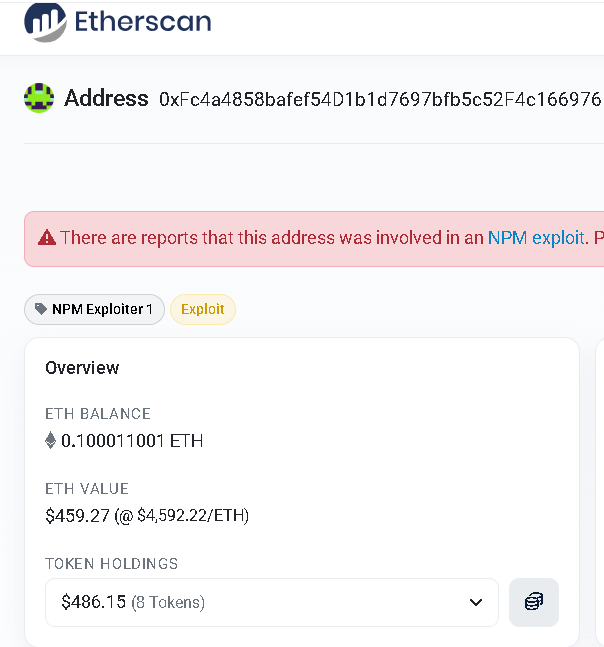 Etherscan
Address 0xFc4a4858bafef54D1b1d7697bfb5c52F4c166976
There are reports that this address was involved in an NPM exploit. P
NPM Exploiter 1 Exploit
Overview
ETH BALANCE
0.100011001 ETH
ETH VALUE
$459.27 (@ $4,592.22/ETH)
TOKEN HOLDINGS
$486.15 (8 Tokens)